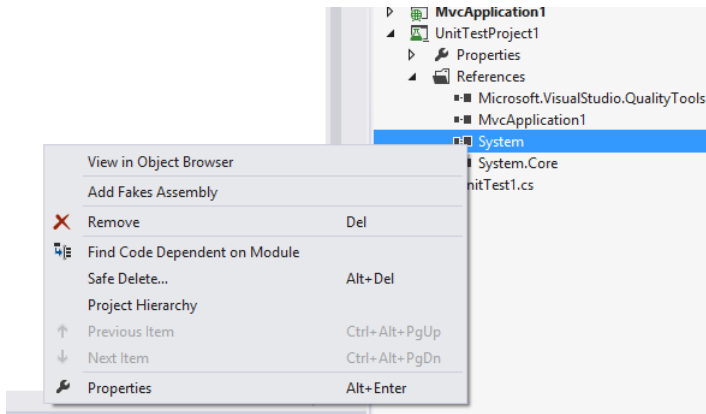 MvcApplication1
UnitTestProject1
Properties
References
Microsoft.VisualStudio.QualityTools
MvcApplication1
System
System.Core
nitTest1.cs
View in Object Browser
Add Fakes Assembly
Remove Del
Find Code Dependent on Module
Safe Delete... Alt+Del
Project Hierarchy
Previous Item Ctrl+Alt+PgUp
Next Item Ctrl+Alt+PgDn
Properties Alt+Enter